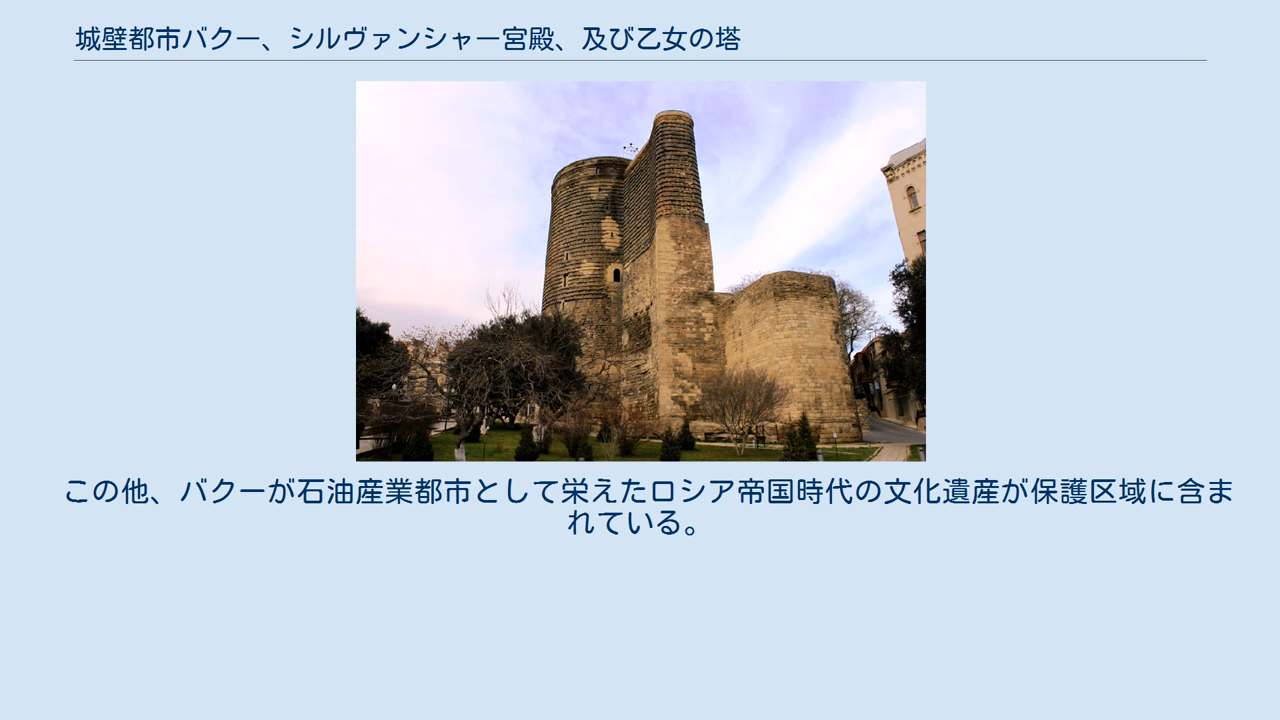 城壁都市バクー、シルヴァンシャー宮殿、及び乙女の塔
この他、バクーが石油産業都市として栄えたロシア帝国時代の文化遺産が保護区域に含ま
れている。